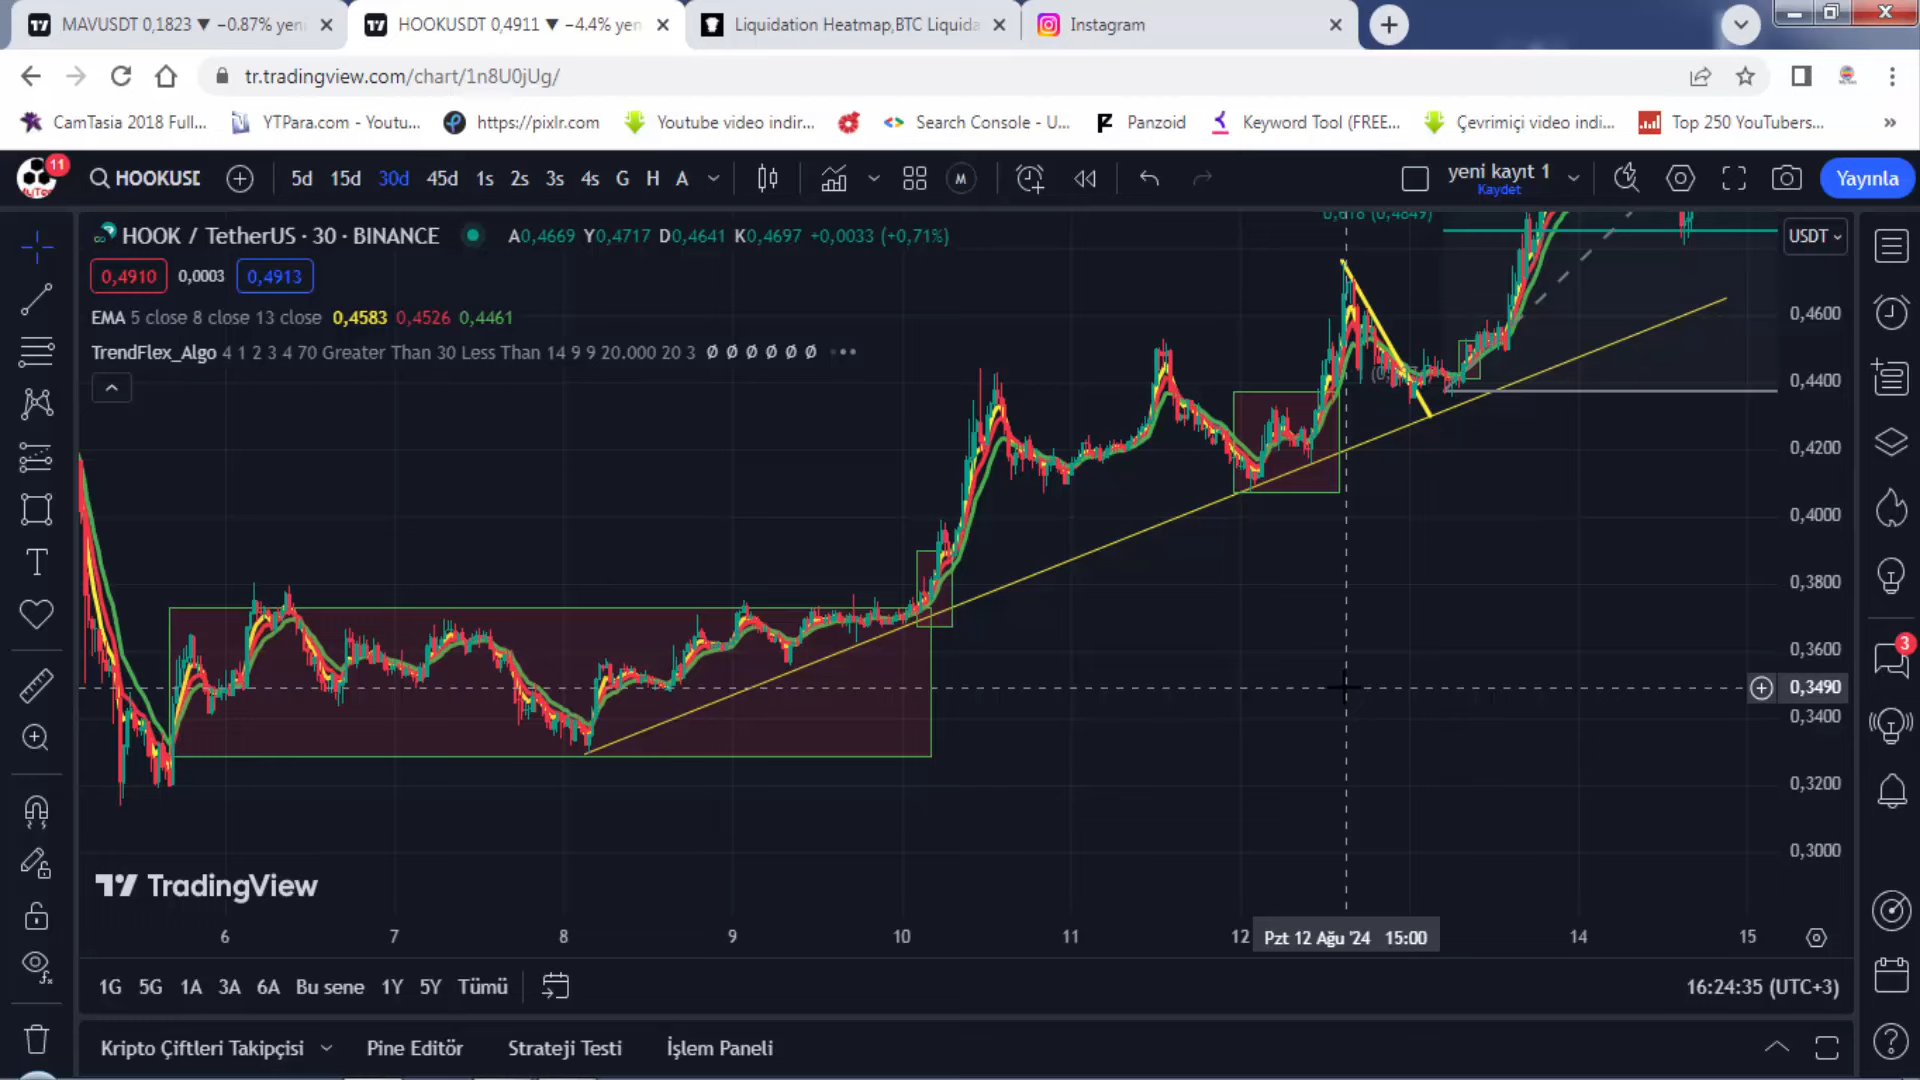 MAVUSDT 0,1823 ▼ −0.87% yeni
HOOKUSDT 0,4911 ▼ −4.4% yen
Liquidation Heatmap,BTC Liquida
Instagram
tr.tradingview.com/chart/1n8U0jUg/
CamTasia 2018 Full...
YTPara.com - Youtu...
https://pixlr.com
Youtube video indir...
Search Console - U...
Panzoid
Keyword Tool (FREE...
Çevrimiçi video indi...
Top 250 YouTubers...
»
11
HOOKUSD
5d 15d 30d 45d 1s 2s 3s 4s G H A
M
yeni kayıt 1
Kaydet
Yayınla
HOOK / TetherUS · 30 · BINANCE
A0,4669 Y0,4717 D0,4641 K0,4697 +0,0033 (+0,71%)
0,618 (0,4849)
USDT
0,4910 0,0003 0,4913
EMA 5 close 8 close 13 close 0,4583 0,4526 0,4461
TrendFlex_Algo 4 1 2 3 4 70 Greater Than 30 Less Than 14 9 9 20.000 20 3 Ø Ø Ø Ø Ø Ø
0,4600
0,4400
0,4200
0,4000
0,3800
0,3600
3
0,3490
0,3400
0,3200
0,3000
TradingView
6 7 8 9 10 11 12 Pzt 12 Ağu '24 15:00 14 15
1G 5G 1A 3A 6A Bu sene 1Y 5Y Tümü
16:24:35 (UTC+3)
Kripto Çiftleri Takipçisi
Pine Editör
Strateji Testi
İşlem Paneli